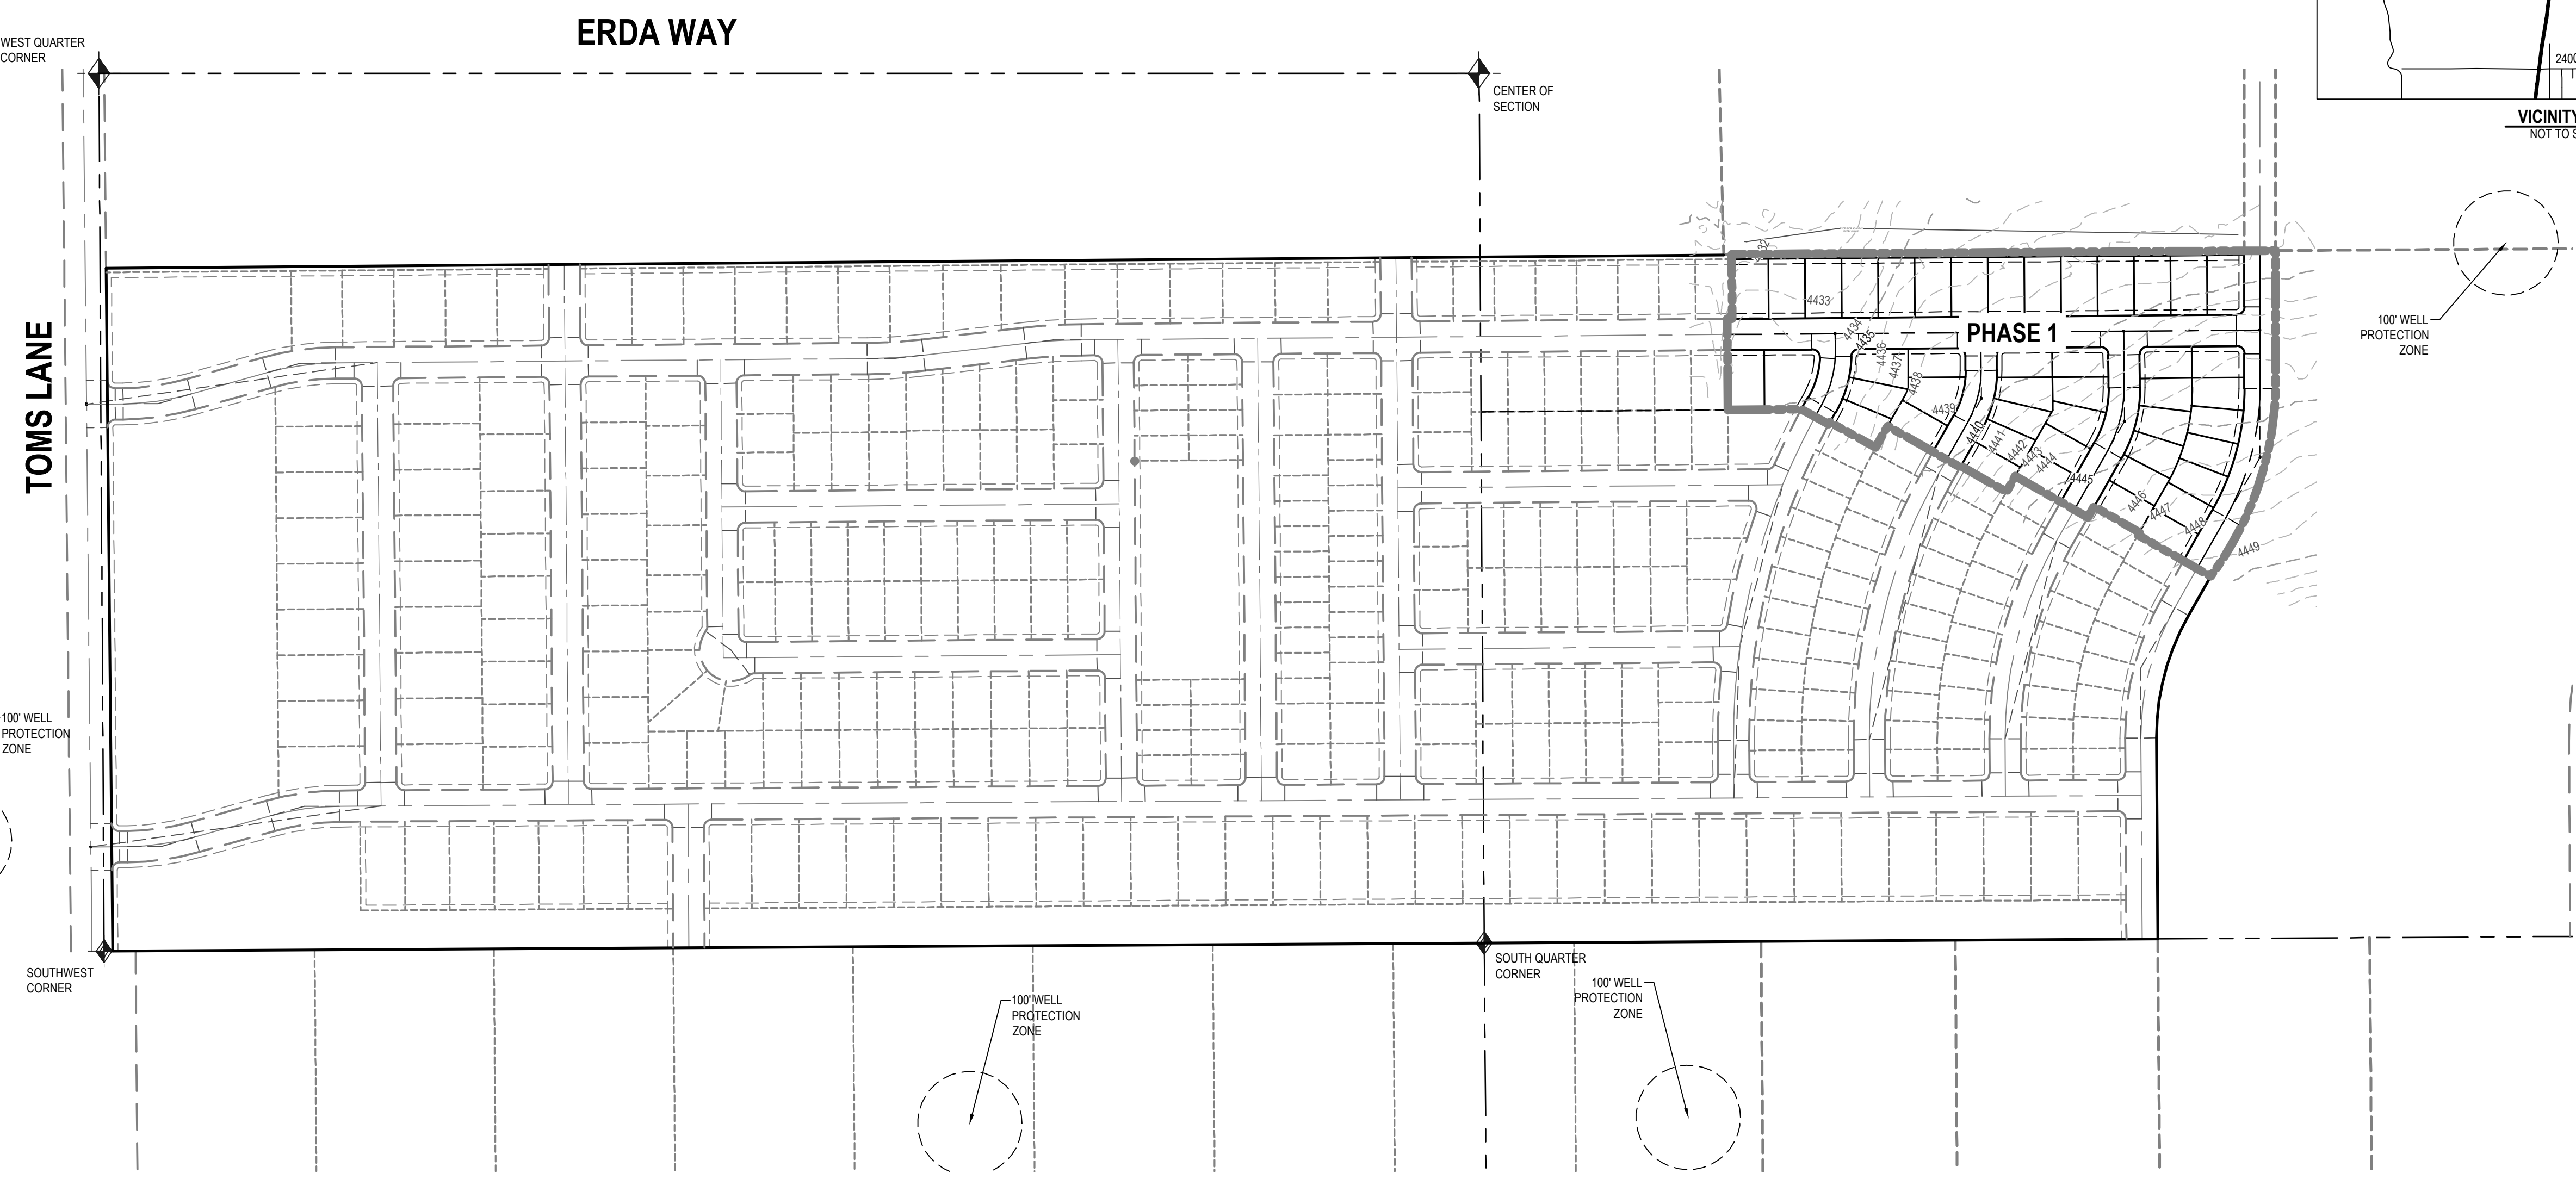 ERDA WAY
WEST QUARTER
CORNER
CENTER OF
SECTION
2400
VICINITY
NOT TO S
TOMS LANE
100' WELL
PROTECTION
ZONE
PHASE 1
4432
4433
4434
4435
4436
4437
4438
4439
4440
4441
4442
4443
4444
4445
4446
4447
4448
4449
100' WELL
PROTECTION
ZONE
SOUTHWEST
CORNER
SOUTH QUARTER
CORNER
100' WELL
PROTECTION
ZONE
100' WELL
PROTECTION
ZONE